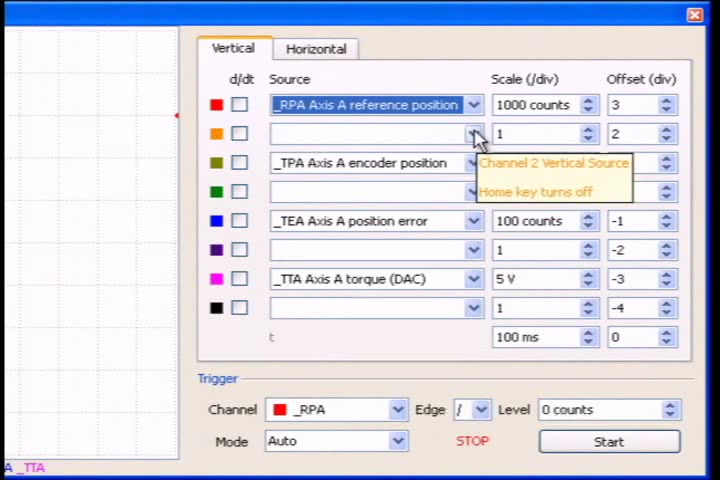 Vertical
Horizontal
d/dt
Source
Scale (/div)
Offset (div)
_RPA Axis A reference position
1000 counts
3
1
2
_TPA Axis A encoder position
Channel 2 Vertical Source
Home key turns off
_TEA Axis A position error
100 counts
-1
1
-2
_TTA Axis A torque (DAC)
5 V
-3
1
-4
t
100 ms
0
Trigger
Channel
_RPA
Edge
/
Level
0 counts
Mode
Auto
STOP
Start
A _TTA